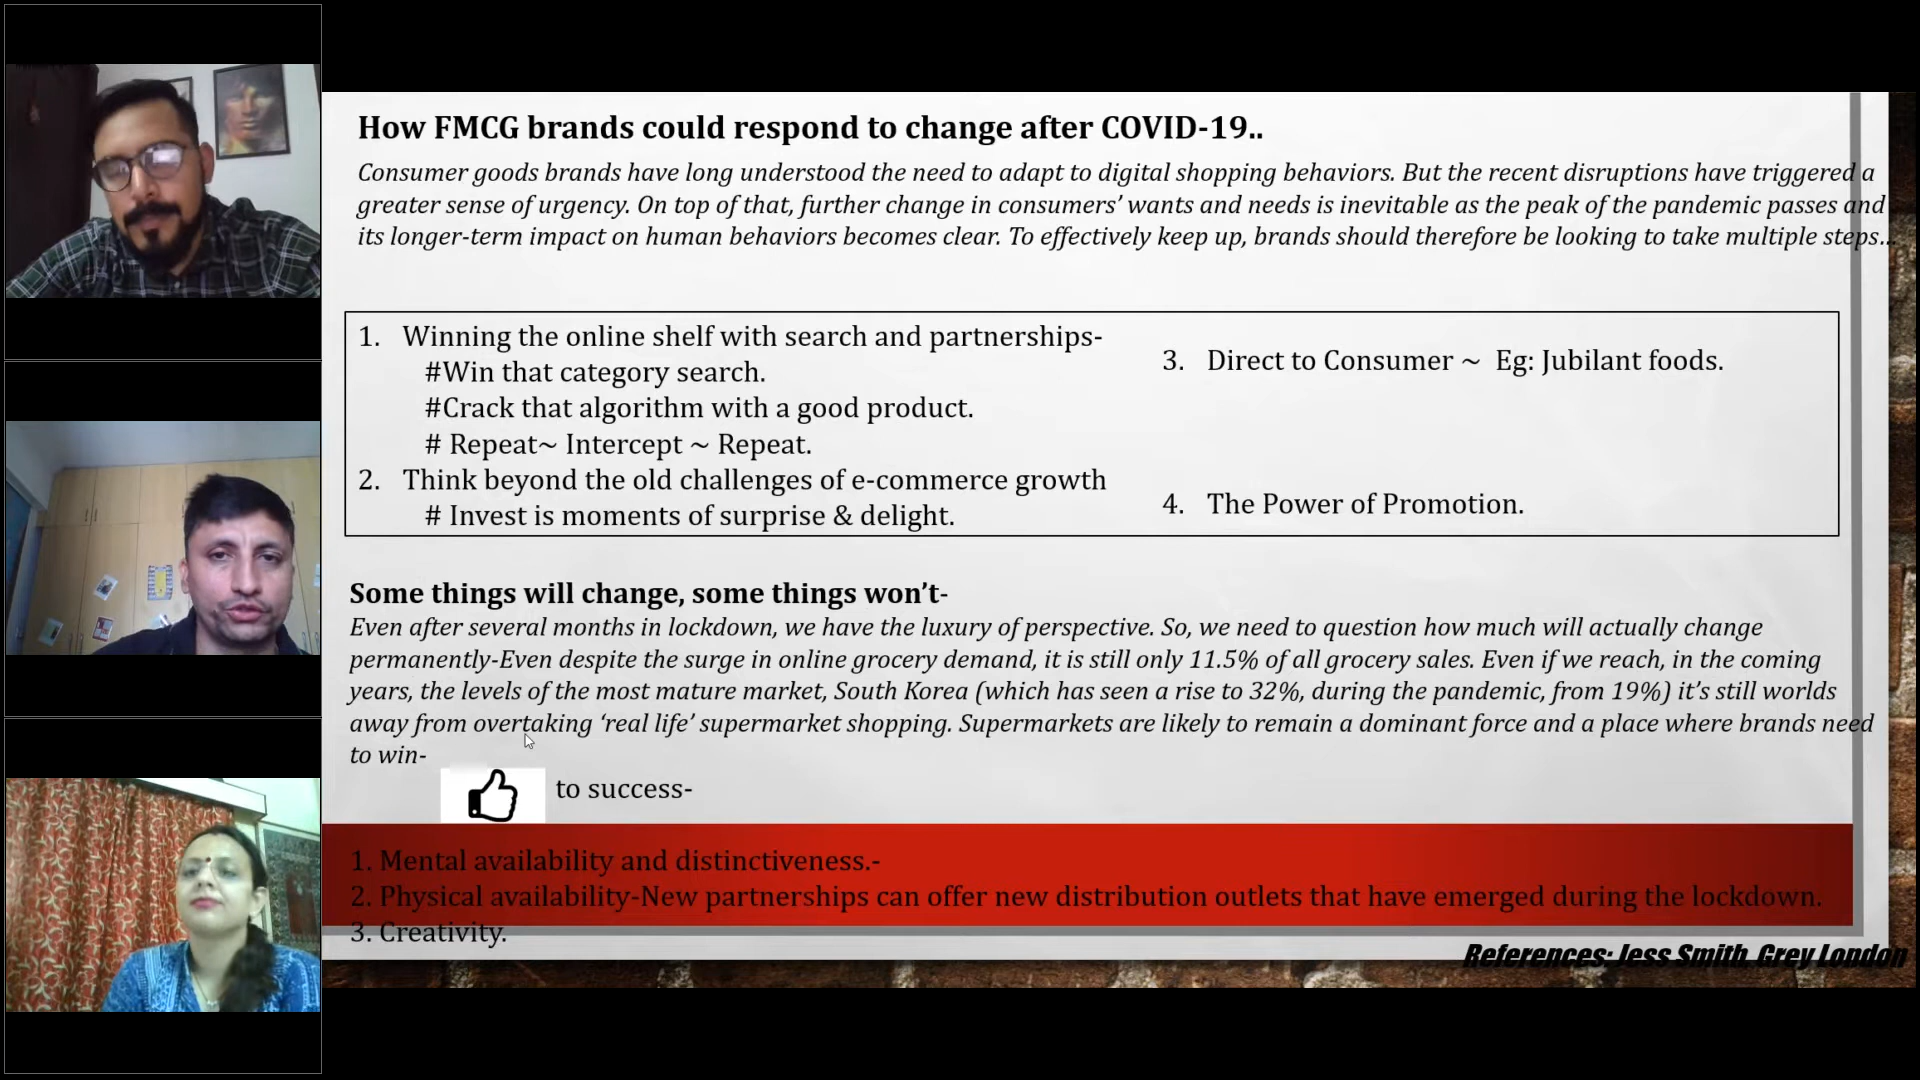 How FMCG brands could respond to change after COVID-19..
Consumer goods brands have long understood the need to adapt to digital shopping behaviors. But the recent disruptions have triggered a
greater sense of urgency. On top of that, further change in consumers’ wants and needs is inevitable as the peak of the pandemic passes and
its longer-term impact on human behaviors becomes clear. To effectively keep up, brands should therefore be looking to take multiple steps...
1. Winning the online shelf with search and partnerships-
#Win that category search.
#Crack that algorithm with a good product.
# Repeat~ Intercept ~ Repeat.
2. Think beyond the old challenges of e-commerce growth
# Invest is moments of surprise & delight.
3. Direct to Consumer ~ Eg: Jubilant foods.
4. The Power of Promotion.
Some things will change, some things won’t-
Even after several months in lockdown, we have the luxury of perspective. So, we need to question how much will actually change
permanently-Even despite the surge in online grocery demand, it is still only 11.5% of all grocery sales. Even if we reach, in the coming
years, the levels of the most mature market, South Korea (which has seen a rise to 32%, during the pandemic, from 19%) it’s still worlds
away from overtaking ‘real life’ supermarket shopping. Supermarkets are likely to remain a dominant force and a place where brands need
to win-
to success-
1. Mental availability and distinctiveness.-
2. Physical availability-New partnerships can offer new distribution outlets that have emerged during the lockdown.
3. Creativity.
References: Jess Smith, Grey London